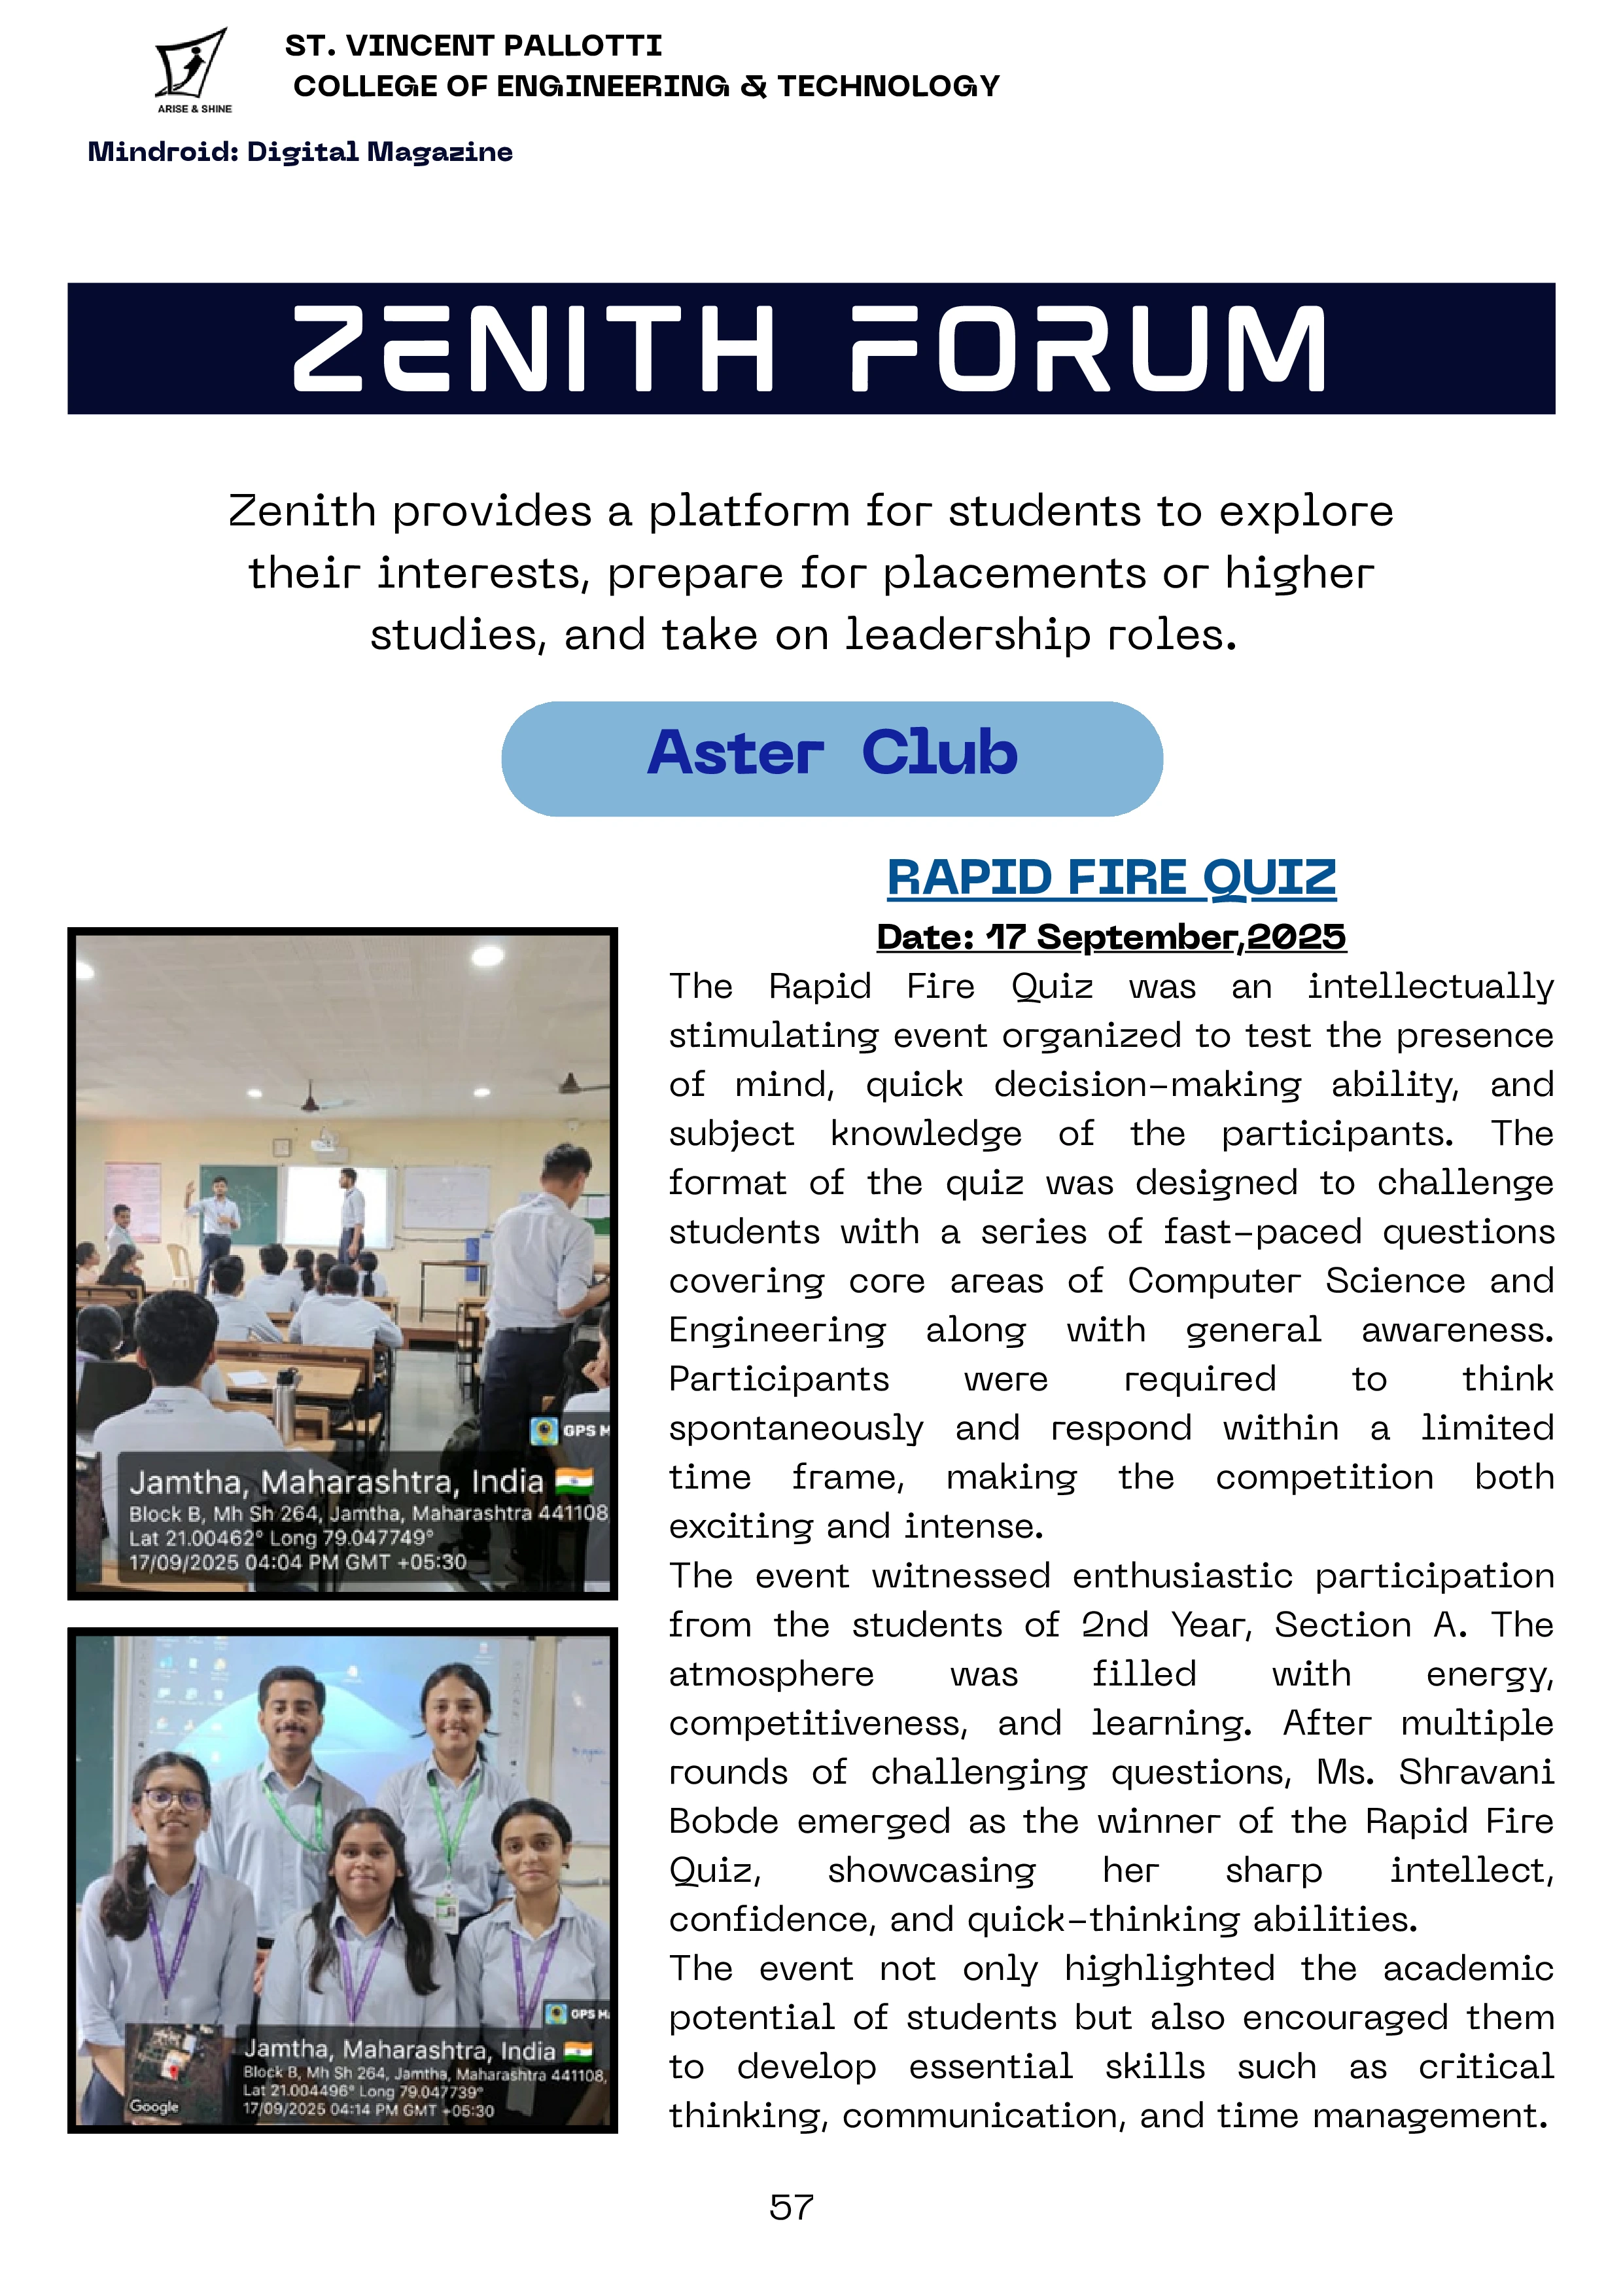 ST. VINCENT PALLOTTI
COLLEGE OF ENGINEERING & TECHNOLOGY
ARISE & SHINE
Mindroid: Digital Magazine
ZENITH FORUM
Zenith provides a platform for students to explore
their interests, prepare for placements or higher
studies, and take on leadership roles.
Aster Club
RAPID FIRE QUIZ
Date: 17 September,2025
The Rapid Fire Quiz was an intellectually
stimulating event organized to test the presence
of mind, quick decision-making ability, and
subject knowledge of the participants. The
format of the quiz was designed to challenge
students with a series of fast-paced questions
covering core areas of Computer Science and
Engineering along with general awareness.
Participants were required to think
spontaneously and respond within a limited
time frame, making the competition both
exciting and intense.
The event witnessed enthusiastic participation
from the students of 2nd Year, Section A. The
atmosphere was filled with energy,
competitiveness, and learning. After multiple
rounds of challenging questions, Ms. Shravani
Bobde emerged as the winner of the Rapid Fire
Quiz, showcasing her sharp intellect,
confidence, and quick-thinking abilities.
The event not only highlighted the academic
potential of students but also encouraged them
to develop essential skills such as critical
thinking, communication, and time management.
GPS M
Jamtha, Maharashtra, India
Block B, Mh Sh 264, Jamtha, Maharashtra 441108
Lat 21.00462° Long 79.047749°
17/09/2025 04:04 PM GMT +05:30
GPS Ma
Jamtha, Maharashtra, India
Block B, Mh Sh 264, Jamtha, Maharashtra 441108,
Lat 21.004496° Long 79.047739°
17/09/2025 04:14 PM GMT +05:30
Google
57